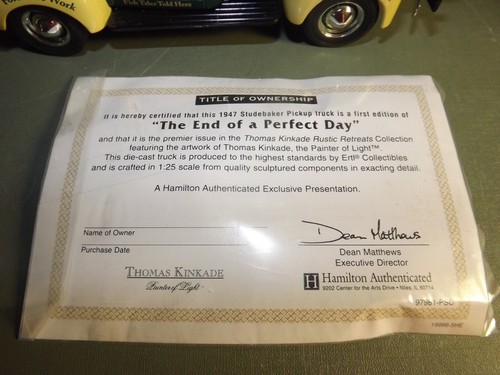 Work
Fish Tales Told Here
TITLE OF OWNERSHIP
It is hereby certified that this 1947 Studebaker Pickup truck is a first edition of
"The End of a Perfect Day"
and that it is the premier issue in the Thomas Kinkade Rustic Retreats Collection
featuring the artwork of Thomas Kinkade, the Painter of Light™.
This die-cast truck is produced to the highest standards by Ertl® Collectibles
and is crafted in 1:25 scale from quality sculptured components in exacting detail.
A Hamilton Authenticated Exclusive Presentation.
Name of Owner
Purchase Date
Dean Matthews
Dean Matthews
Executive Director
THOMAS KINKADE
Painter of Light
H Hamilton Authenticated
9202 Center for the Arts Drive • Niles, IL 60714